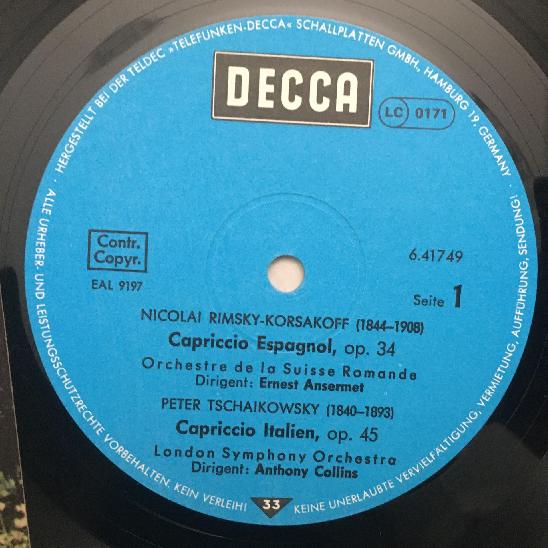 HERGESTELLT BEI DER TELDEC »TELEFUNKEN-DECCA« SCHALLPLATTEN GMBH, HAMBURG 19, GERMANY ·
DECCA
LC 0171
Contr.
Copyr.
EAL 9197
6.41749
Seite 1
NICOLAI RIMSKY-KORSAKOFF (1844–1908)
Capriccio Espagnol, op. 34
Orchestre de la Suisse Romande
Dirigent: Ernest Ansermet
PETER TSCHAIKOWSKY (1840–1893)
Capriccio Italien, op. 45
London Symphony Orchestra
Dirigent: Anthony Collins
33
· ALLE URHEBER- UND LEISTUNGSSCHUTZRECHTE VORBEHALTEN. KEIN VERLEIH! KEINE UNERLAUBTE VERVIELFÄLTIGUNG, VERMIETUNG, AUFFÜHRUNG, SENDUNG!